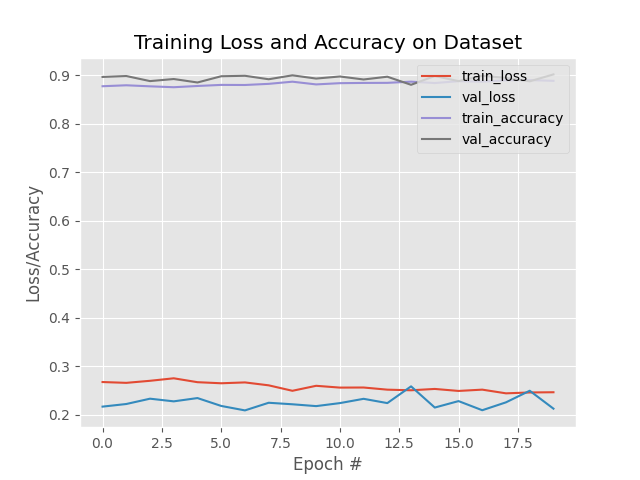 Training Loss and Accuracy on Dataset
0.9
0.8
0.7
0.6
0.5
0.4
0.3
0.2
Loss/Accuracy
train_loss
val_loss
train_accuracy
val_accuracy
0.0 2.5 5.0 7.5 10.0 12.5 15.0 17.5
Epoch #